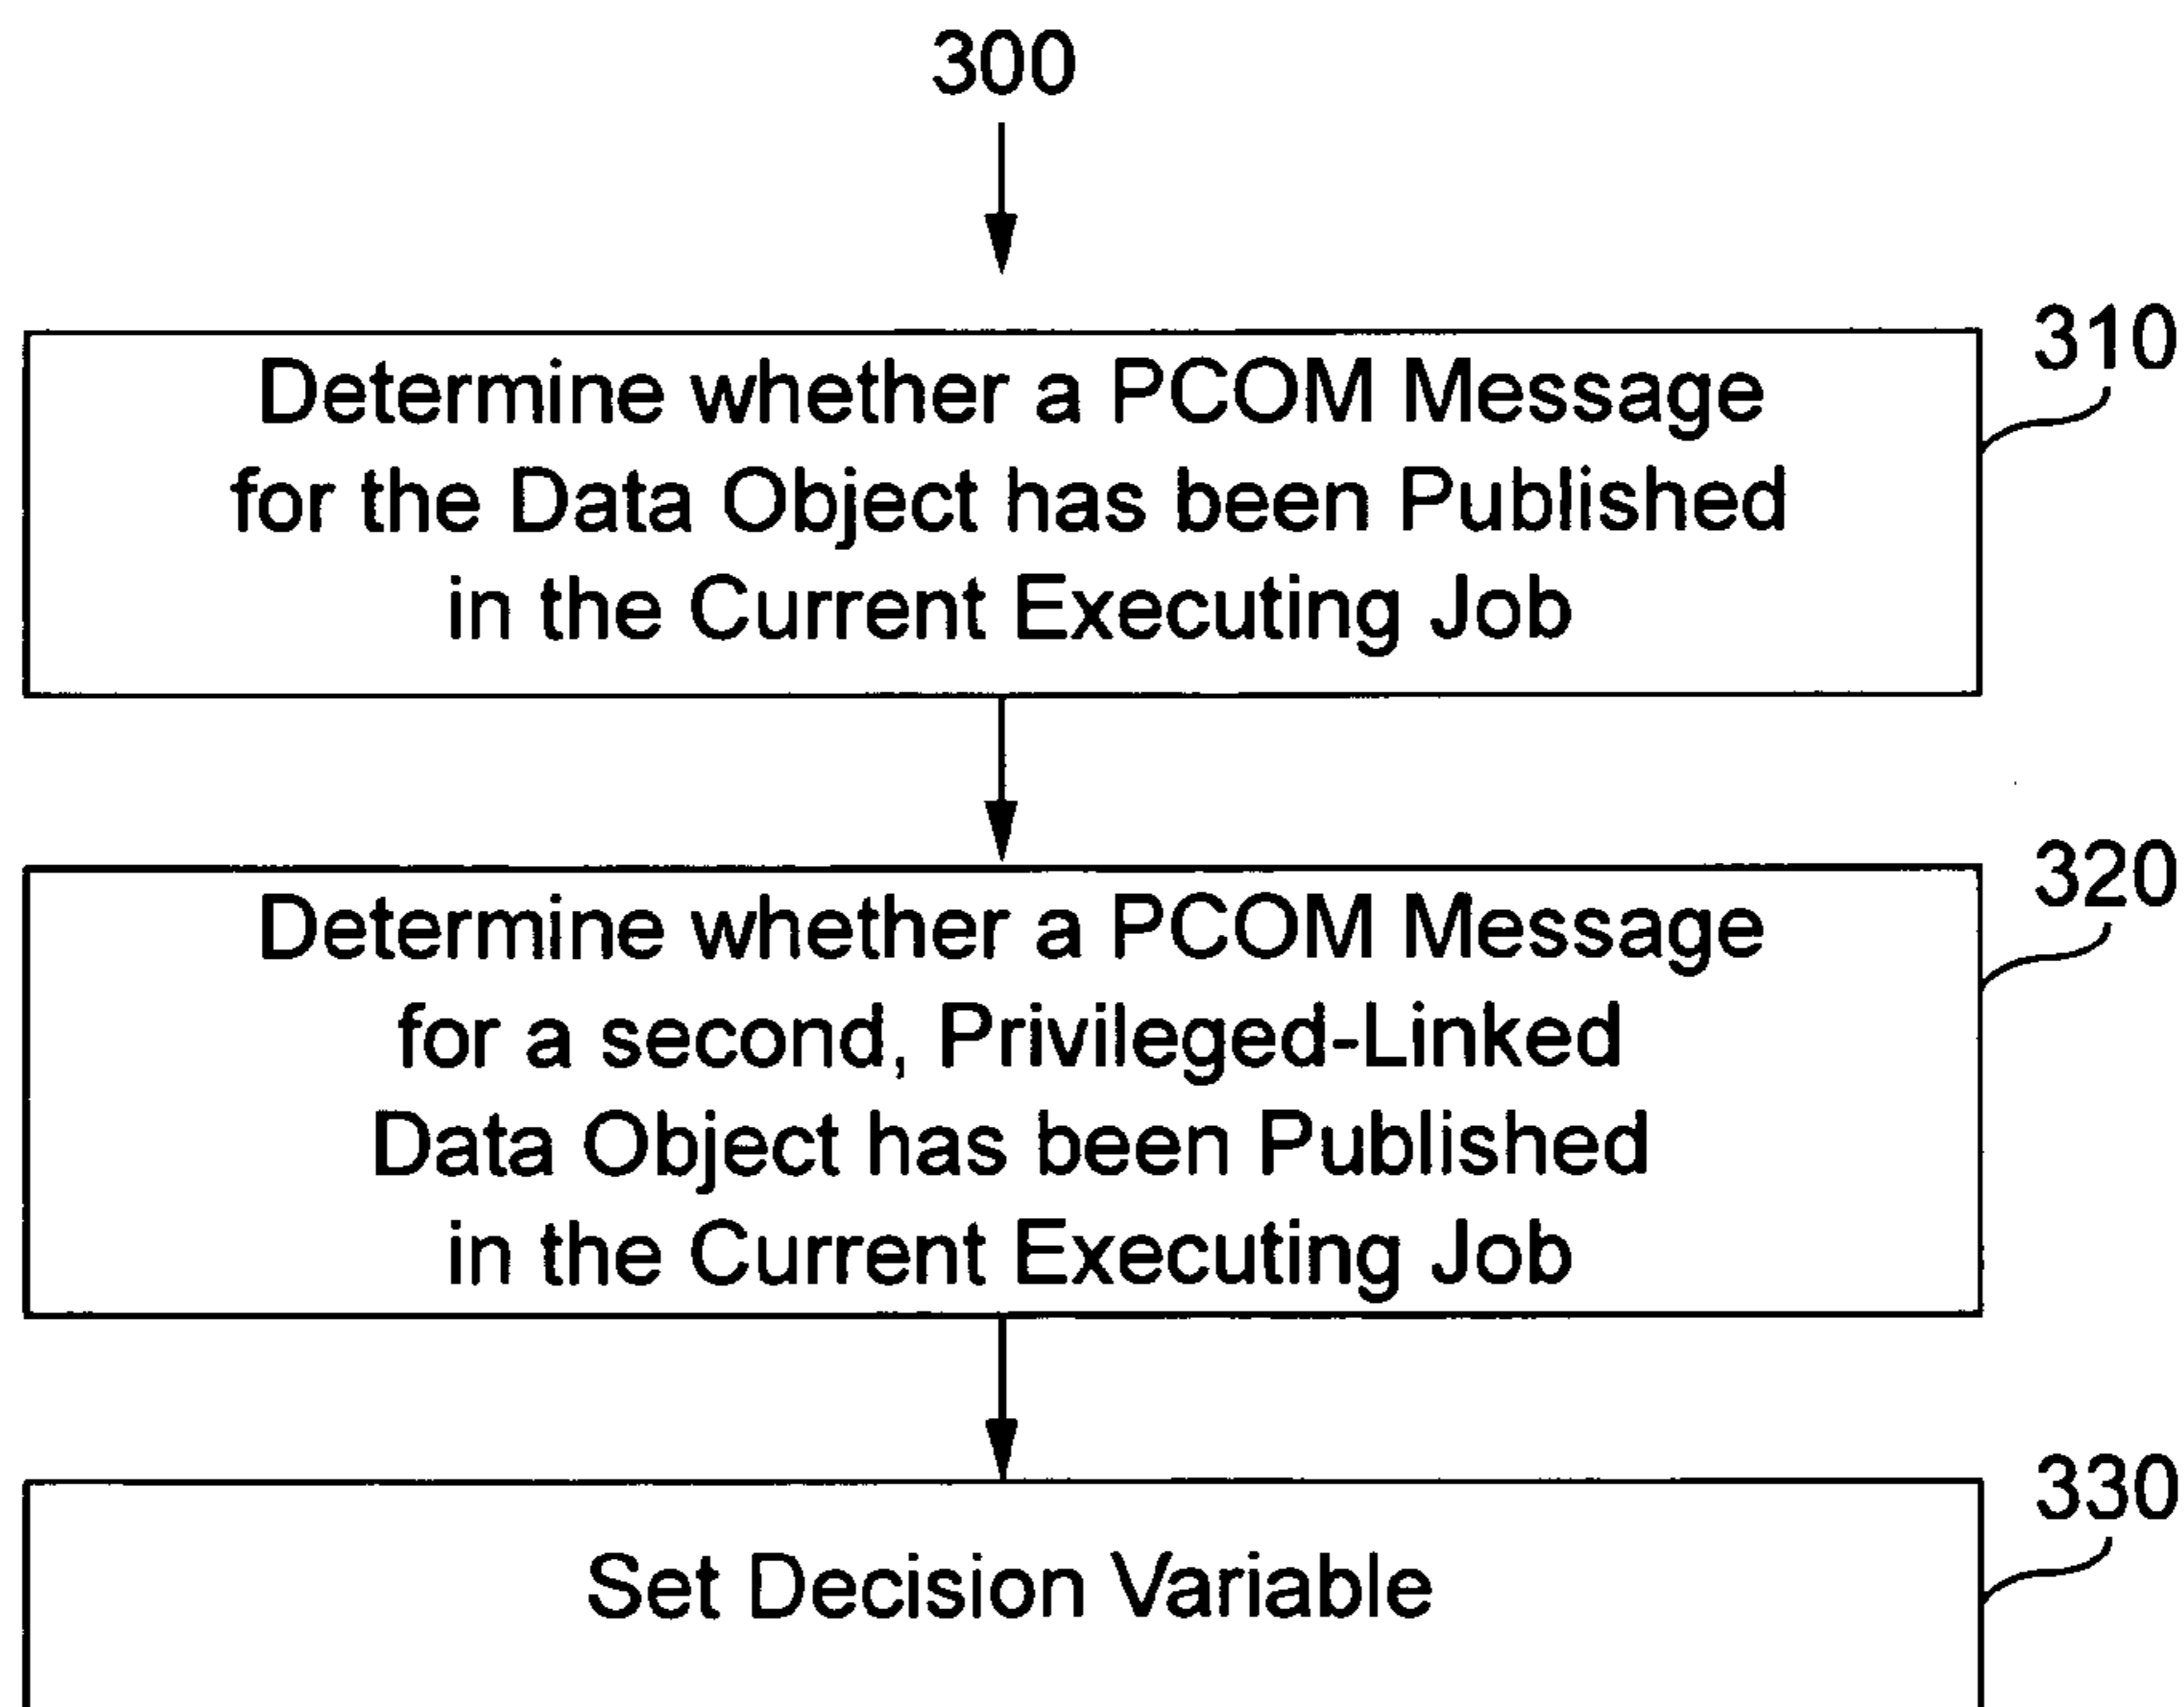 300
310
Determine whether a PCOM Message
for the Data Object has been Published
in the Current Executing Job
320
Determine whether a PCOM Message
for a second, Privileged-Linked
Data Object has been Published
in the Current Executing Job
330
Set Decision Variable